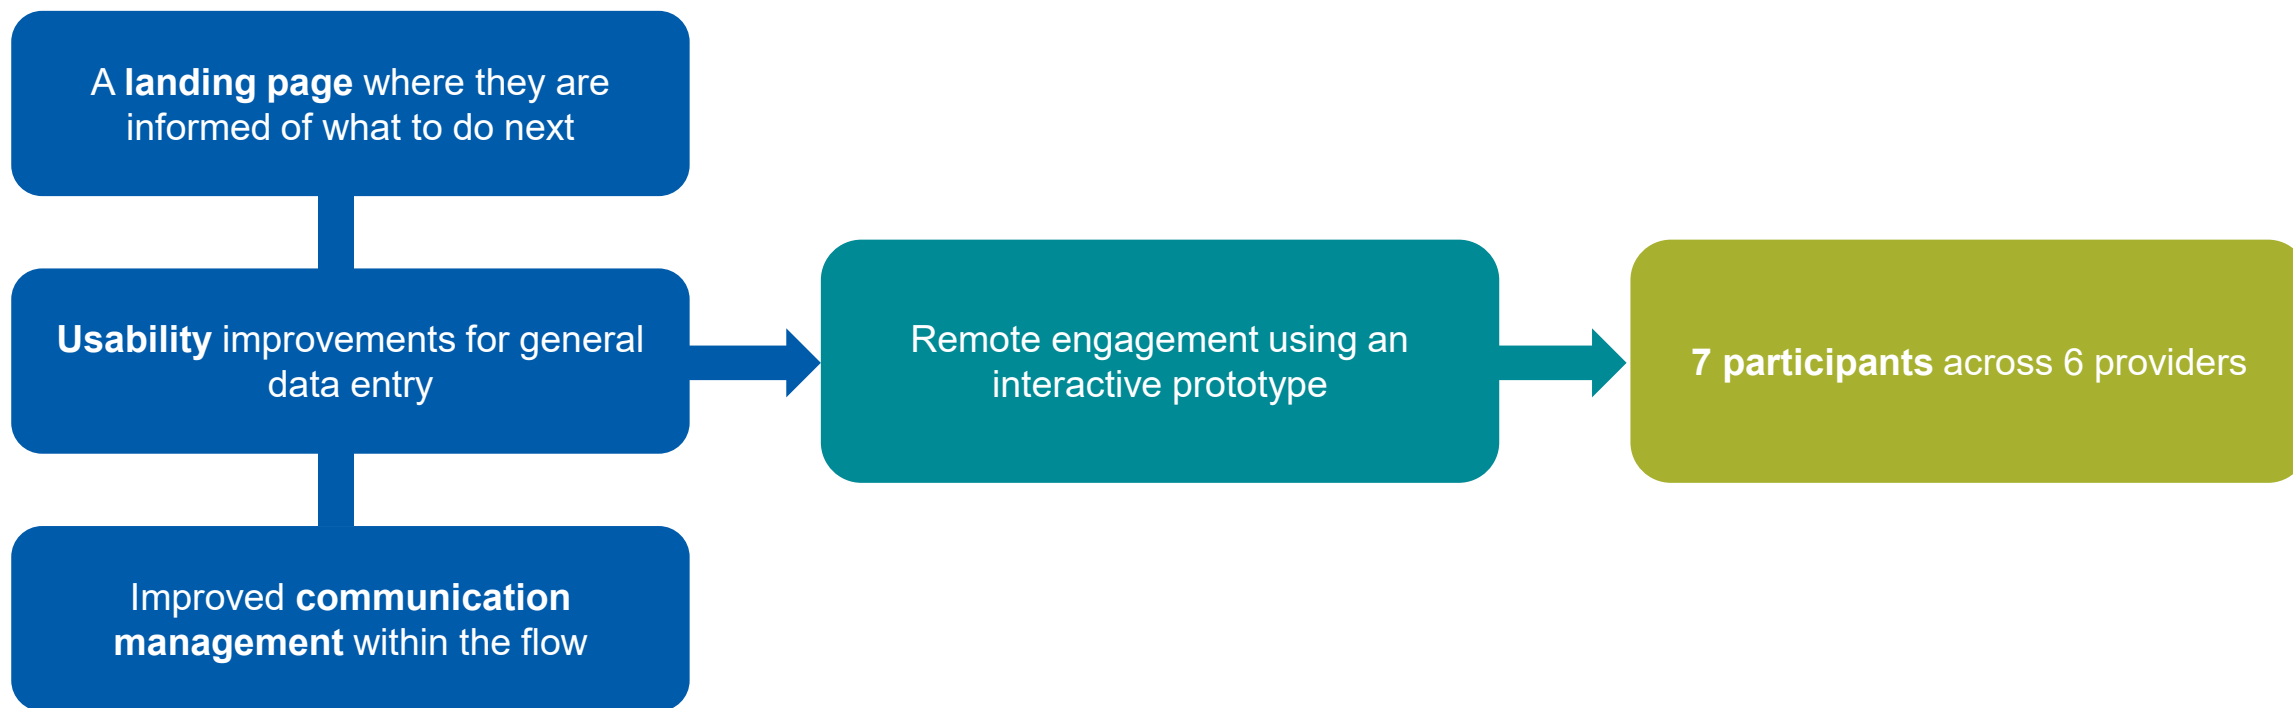 A landing page where they are
informed of what to do next
Usability improvements for general
data entry
Improved communication
management within the flow
Remote engagement using an
interactive prototype
7 participants across 6 providers